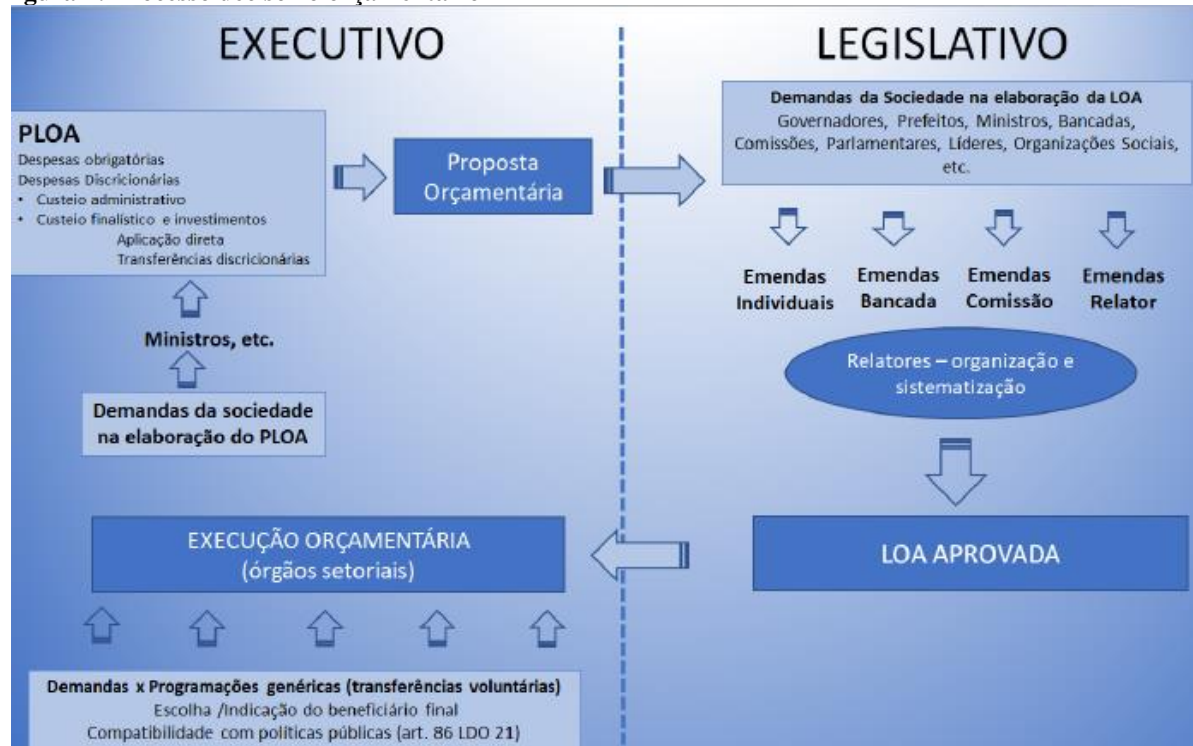 EXECUTIVO
PLOA
Despesas obrigatórias
Despesas Discricionárias
• Custeio administrativo
• Custeio finalístico e investimentos
Aplicação direta
Transferências discricionárias
Proposta
Orçamentária
Ministros, etc.
Demandas da sociedade
na elaboração do PLOA
LEGISLATIVO
Demandas da Sociedade na elaboração da LOA
Governadores, Prefeitos, Ministros, Bancadas,
Comissões, Parlamentares, Líderes, Organizações Sociais,
etc.
Emendas
Individuais
Emendas
Bancada
Emendas
Comissão
Emendas
Relator
Relatores – organização e
sistematização
LOA APROVADA
EXECUÇÃO ORÇAMENTÁRIA
(órgãos setoriais)
Demandas x Programações genéricas (transferências voluntárias)
Escolha /Indicação do beneficiário final
Compatibilidade com políticas públicas (art. 86 LDO 21)